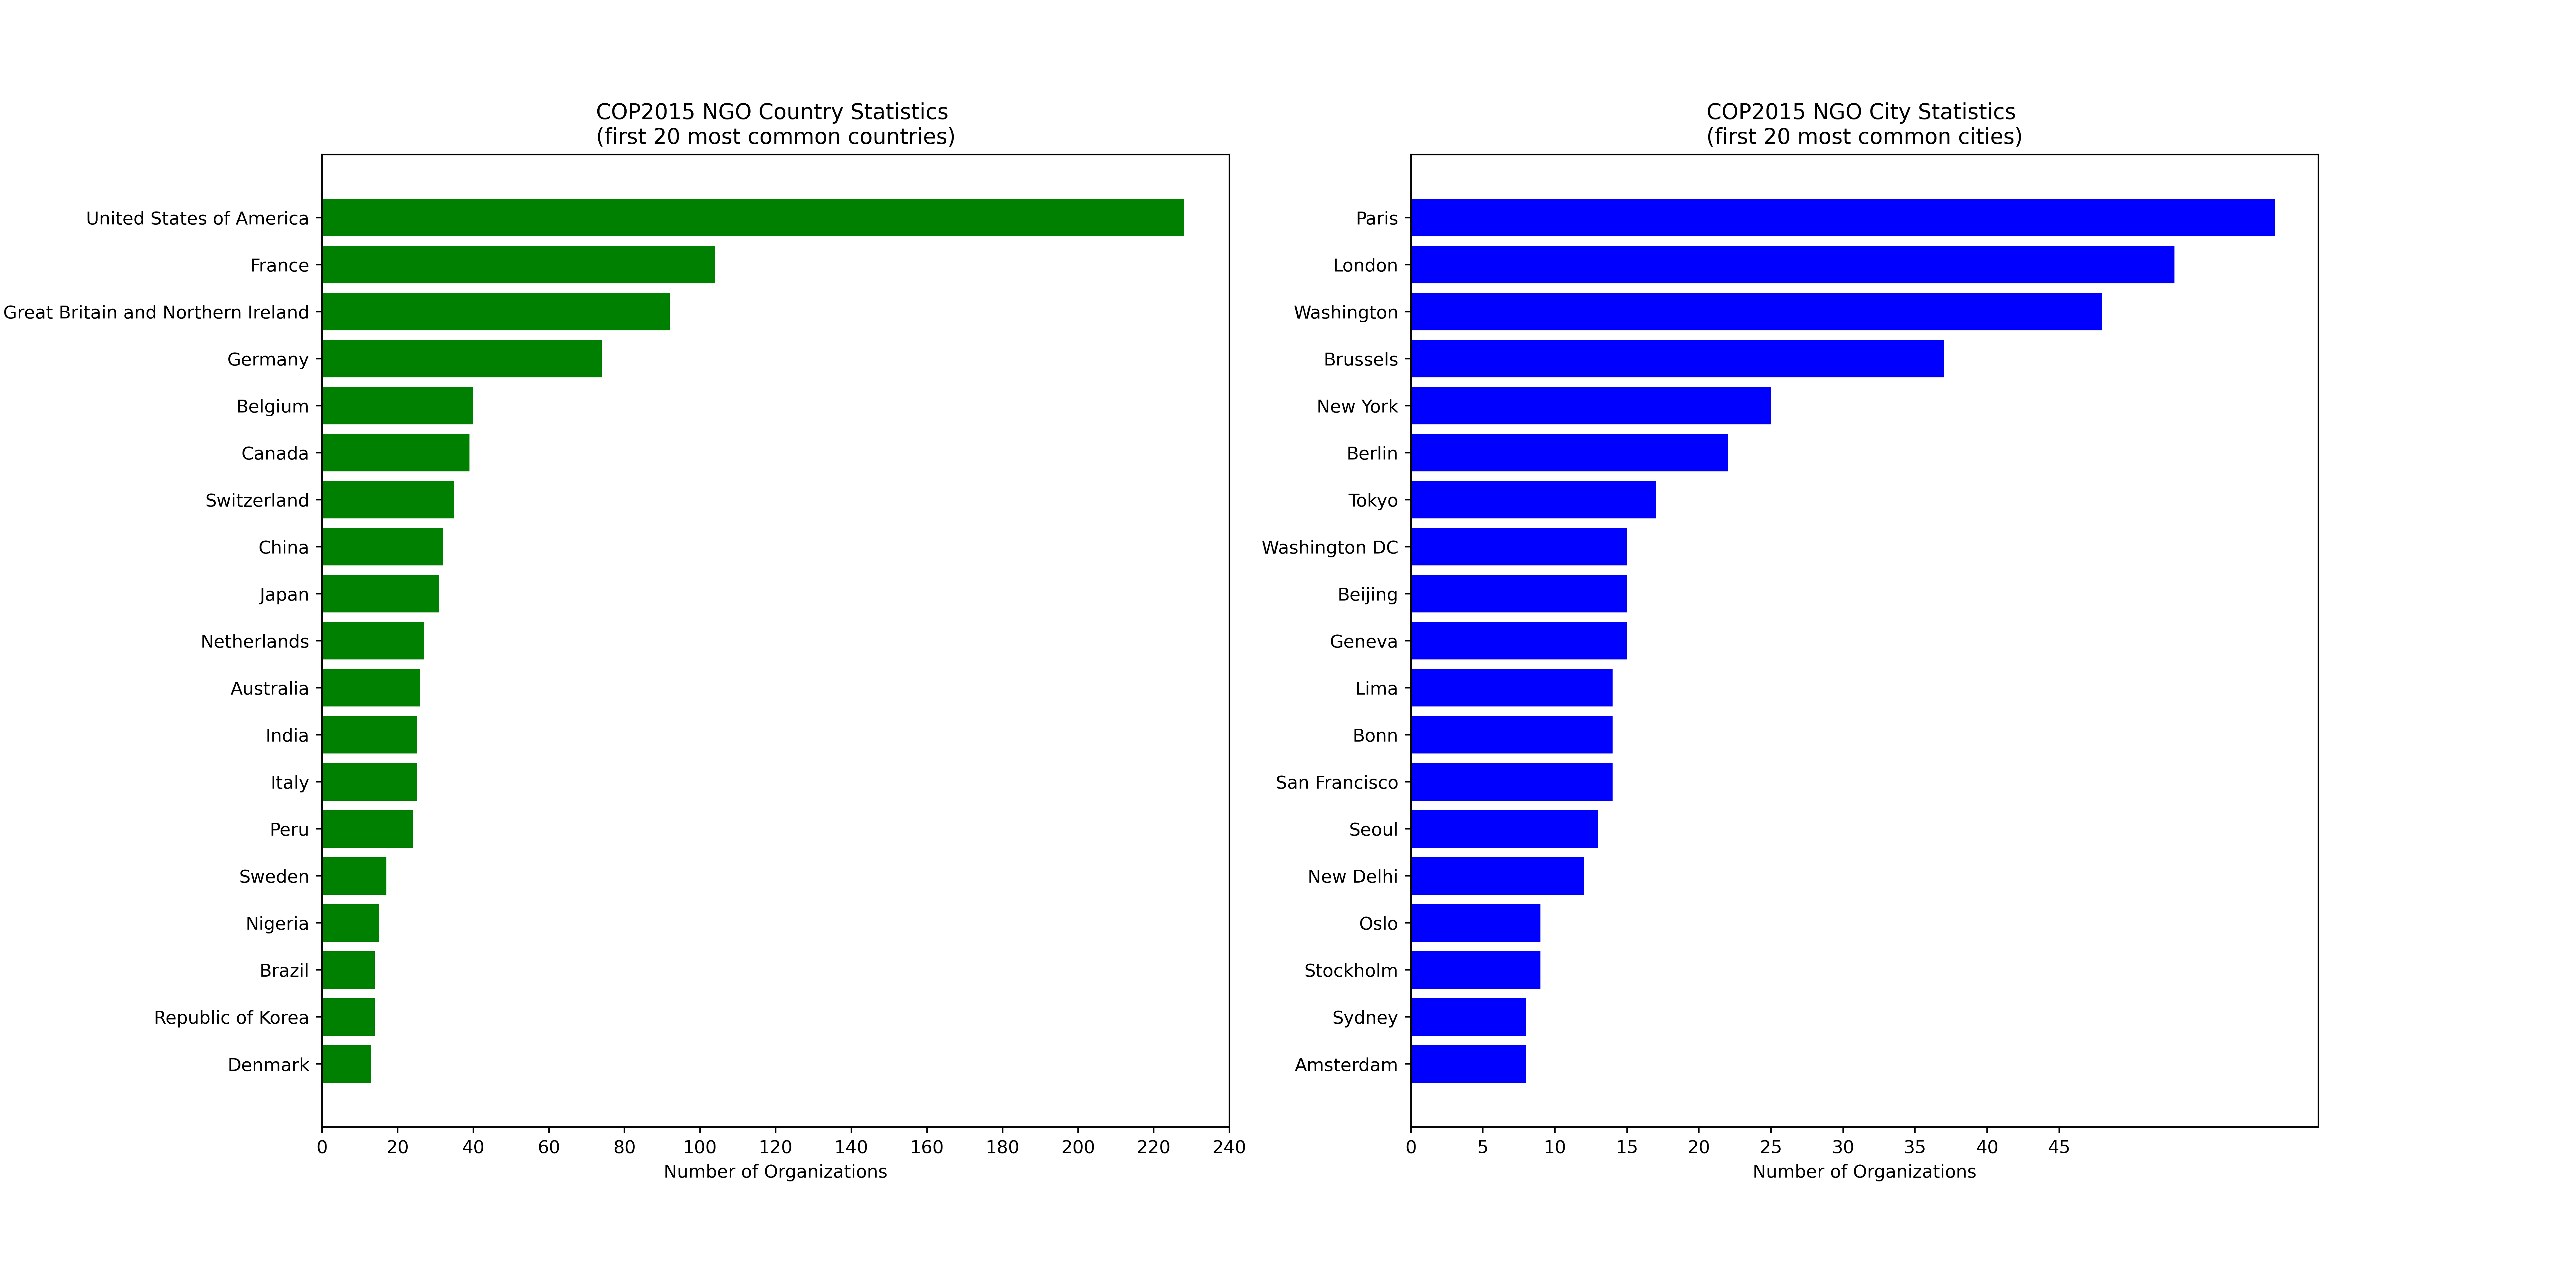 COP2015 NGO Country Statistics
(first 20 most common countries)
United States of America
France
Great Britain and Northern Ireland
Germany
Belgium
Canada
Switzerland
China
Japan
Netherlands
Australia
India
Italy
Peru
Sweden
Nigeria
Brazil
Republic of Korea
Denmark
0 20 40 60 80 100 120 140 160 180 200 220 240
Number of Organizations
COP2015 NGO City Statistics
(first 20 most common cities)
Paris
London
Washington
Brussels
New York
Berlin
Tokyo
Washington DC
Beijing
Geneva
Lima
Bonn
San Francisco
Seoul
New Delhi
Oslo
Stockholm
Sydney
Amsterdam
0 5 10 15 20 25 30 35 40 45
Number of Organizations